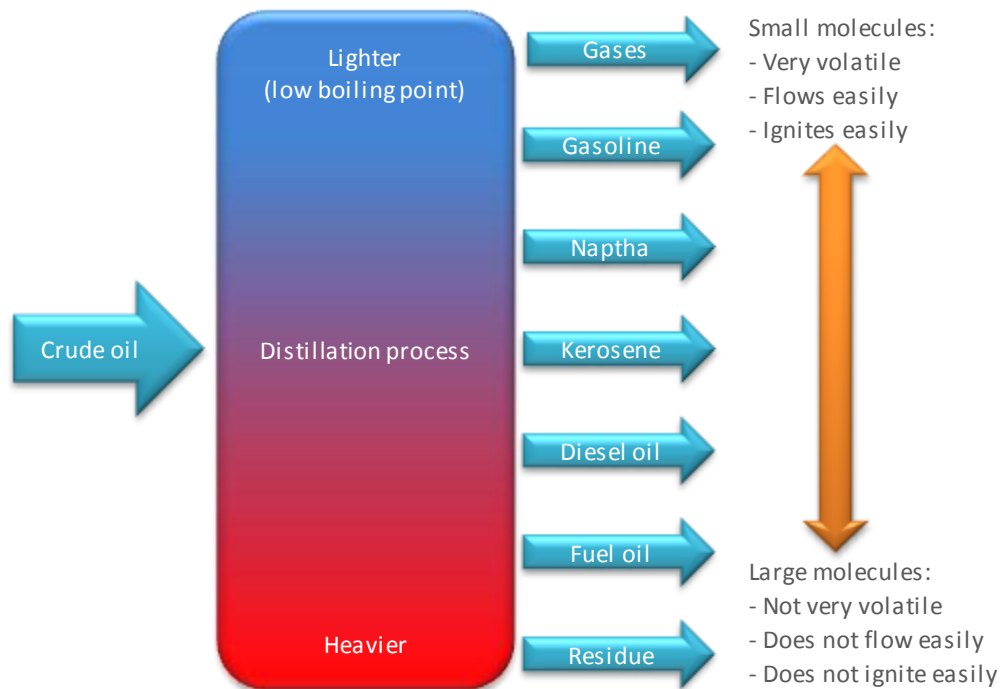 Lighter
(low boiling point)
Gases
Small molecules:
- Very volatile
- Flows easily
- Ignites easily
Gasoline
Naptha
Crude oil
Distillation process
Kerosene
Diesel oil
Fuel oil
Large molecules:
- Not very volatile
- Does not flow easily
- Does not ignite easily
Heavier
Residue